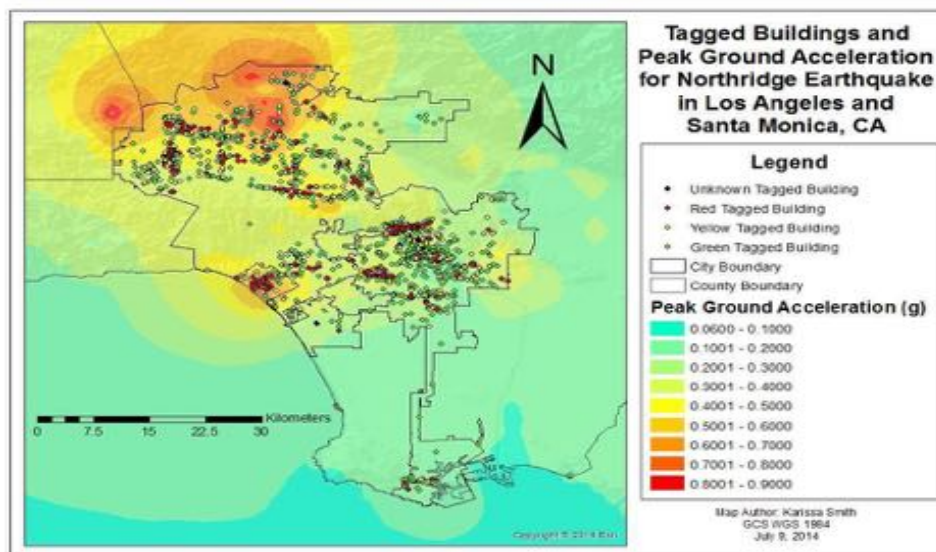 Tagged Buildings and
Peak Ground Acceleration
for Northridge Earthquake
in Los Angeles and
Santa Monica, CA
Legend
Unknown Tagged Building
Red Tagged Building
Yellow Tagged Building
Green Tagged Building
City Boundary
County Boundary
Peak Ground Acceleration (g)
0.0600 - 0.1000
0.1001 - 0.2000
0.2001 - 0.3000
0.3001 - 0.4000
0.4001 - 0.5000
0.5001 - 0.6000
0.6001 - 0.7000
0.7001 - 0.8000
0.8001 - 0.9000
Map Author: Karissa Smith
GCS WGS 1984
July 9, 2014
N
Kilometers
0 7.5 15 22.5 30
Copyright © 2014 Esri